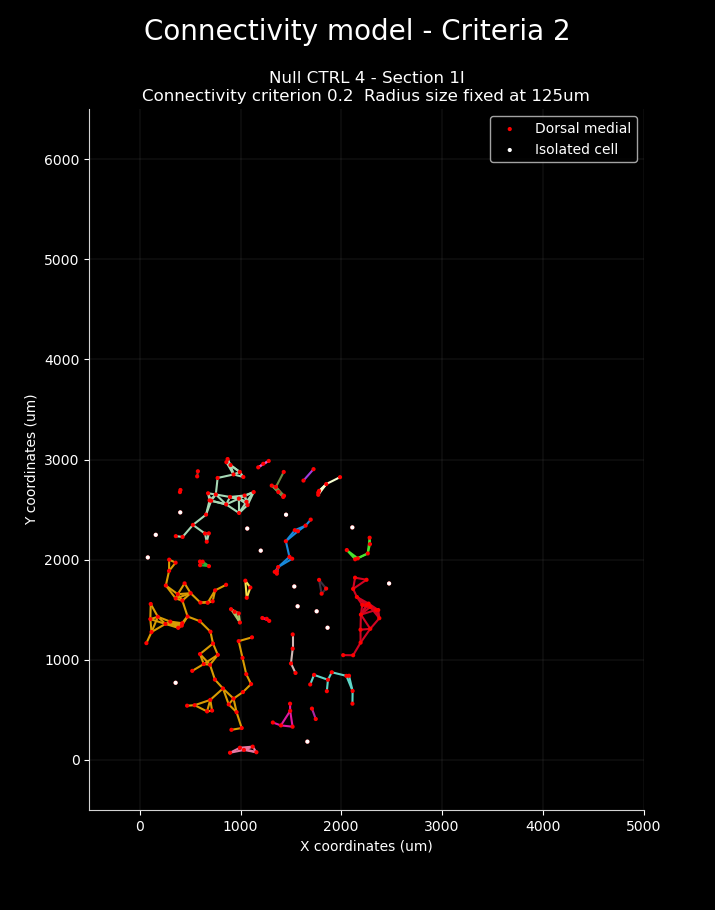 Connectivity model - Criteria 2
Null CTRL 4 - Section 1l
Connectivity criterion 0.2  Radius size fixed at 125um
Dorsal medial
Isolated cell
6000
5000
4000
3000
2000
1000
0
Y coordinates (um)
0
1000
2000
3000
4000
5000
X coordinates (um)